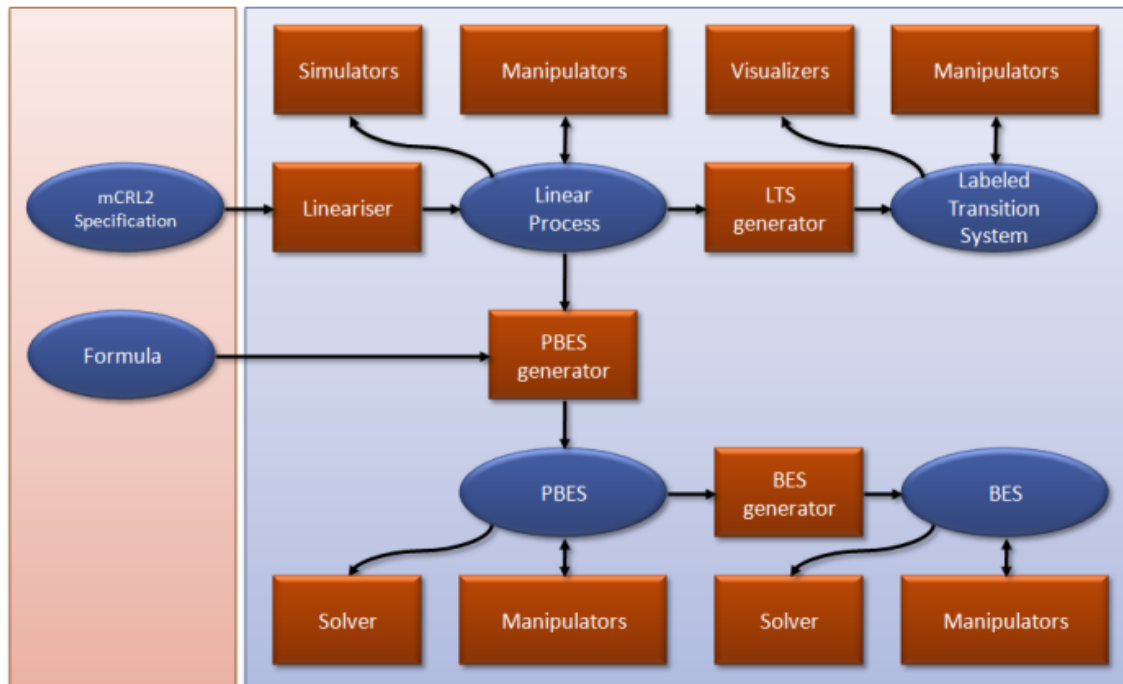 Simulators
Manipulators
Visualizers
Manipulators
mCRL2
Specification
Lineariser
Linear
Process
LTS
generator
Labeled
Transition
System
Formula
PBES
generator
PBES
BES
generator
BES
Solver
Manipulators
Solver
Manipulators